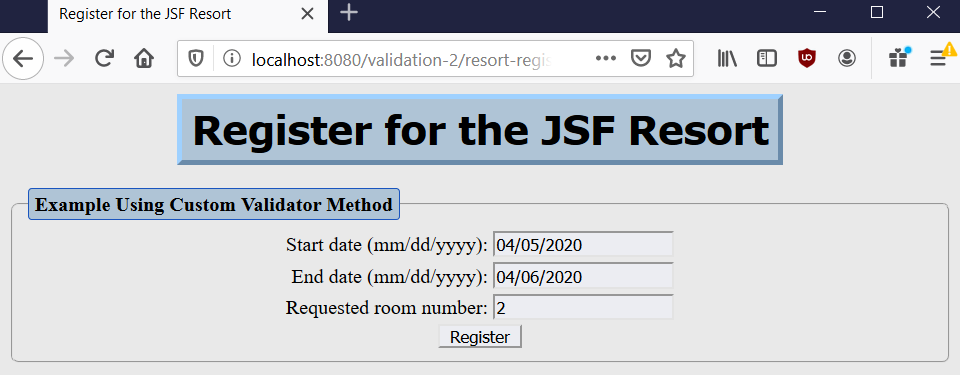 Register for the JSF Resort
localhost:8080/validation-2/resort-regis
Register for the JSF Resort
Example Using Custom Validator Method
Start date (mm/dd/yyyy): 04/05/2020
End date (mm/dd/yyyy): 04/06/2020
Requested room number: 2
Register